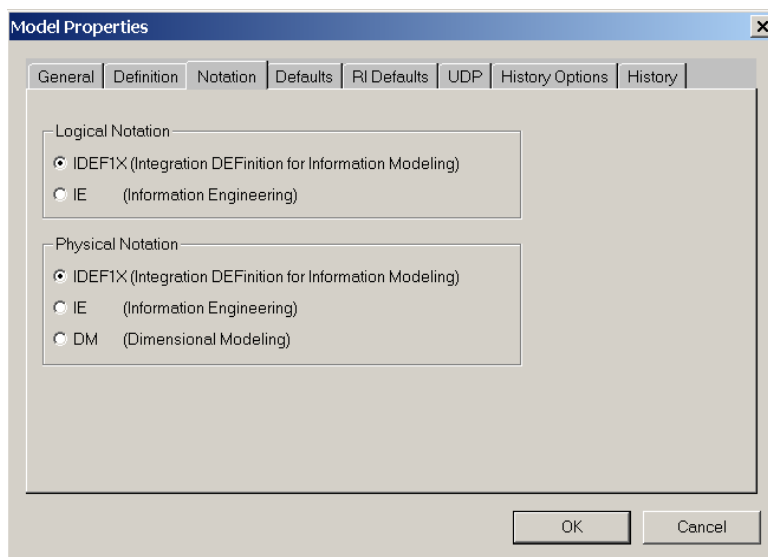 Model Properties
General Definition Notation Defaults RI Defaults UDP History Options History
Logical Notation
IDEF1X (Integration DEFinition for Information Modeling)
IE (Information Engineering)
Physical Notation
IDEF1X (Integration DEFinition for Information Modeling)
IE (Information Engineering)
DM (Dimensional Modeling)
OK Cancel